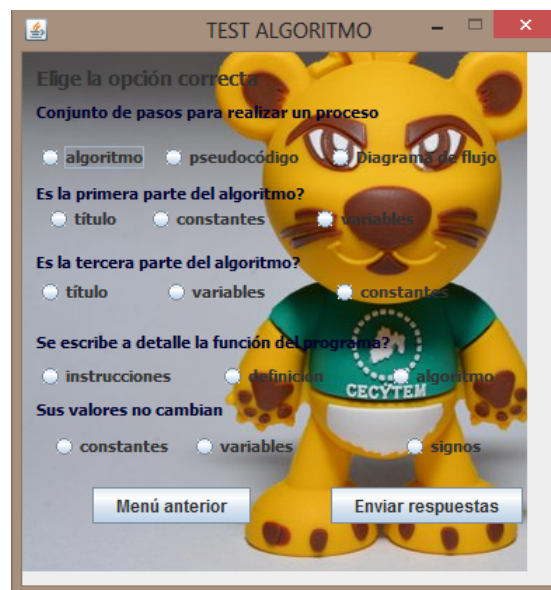 TEST ALGORITMO
Elige la opción correcta
Conjunto de pasos para realizar un proceso
algoritmo pseudocódigo Diagrama de flujo
Es la primera parte del algoritmo?
título constantes variables
Es la tercera parte del algoritmo?
título variables constantes
Se escribe a detalle la función del programa?
instrucciones definición algoritmo
CECYTEM
Sus valores no cambian
constantes variables signos
Menú anterior Enviar respuestas